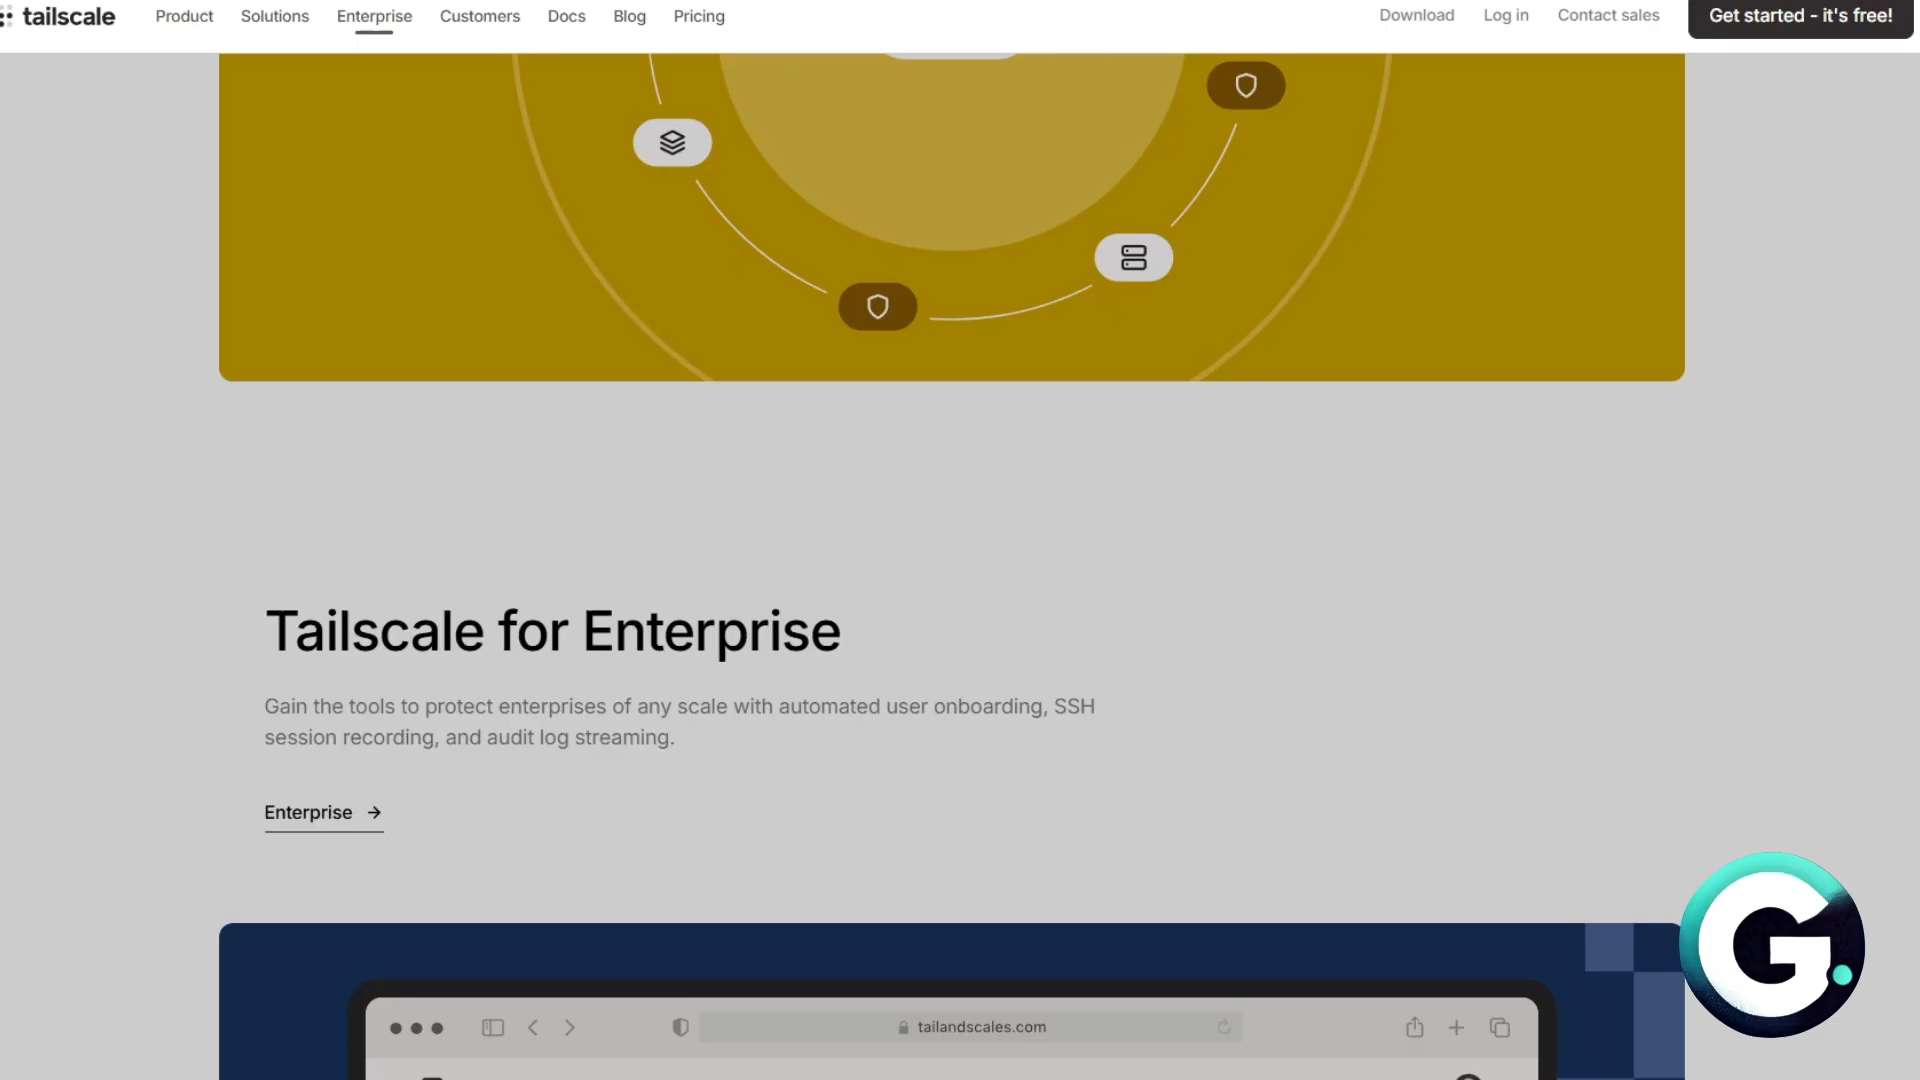 tailscale
Product Solutions Enterprise Customers Docs Blog Pricing
Download Log in Contact sales Get started - it's free!
Tailscale for Enterprise
Gain the tools to protect enterprises of any scale with automated user onboarding, SSH
session recording, and audit log streaming.
Enterprise →
G.
tailandscales.com